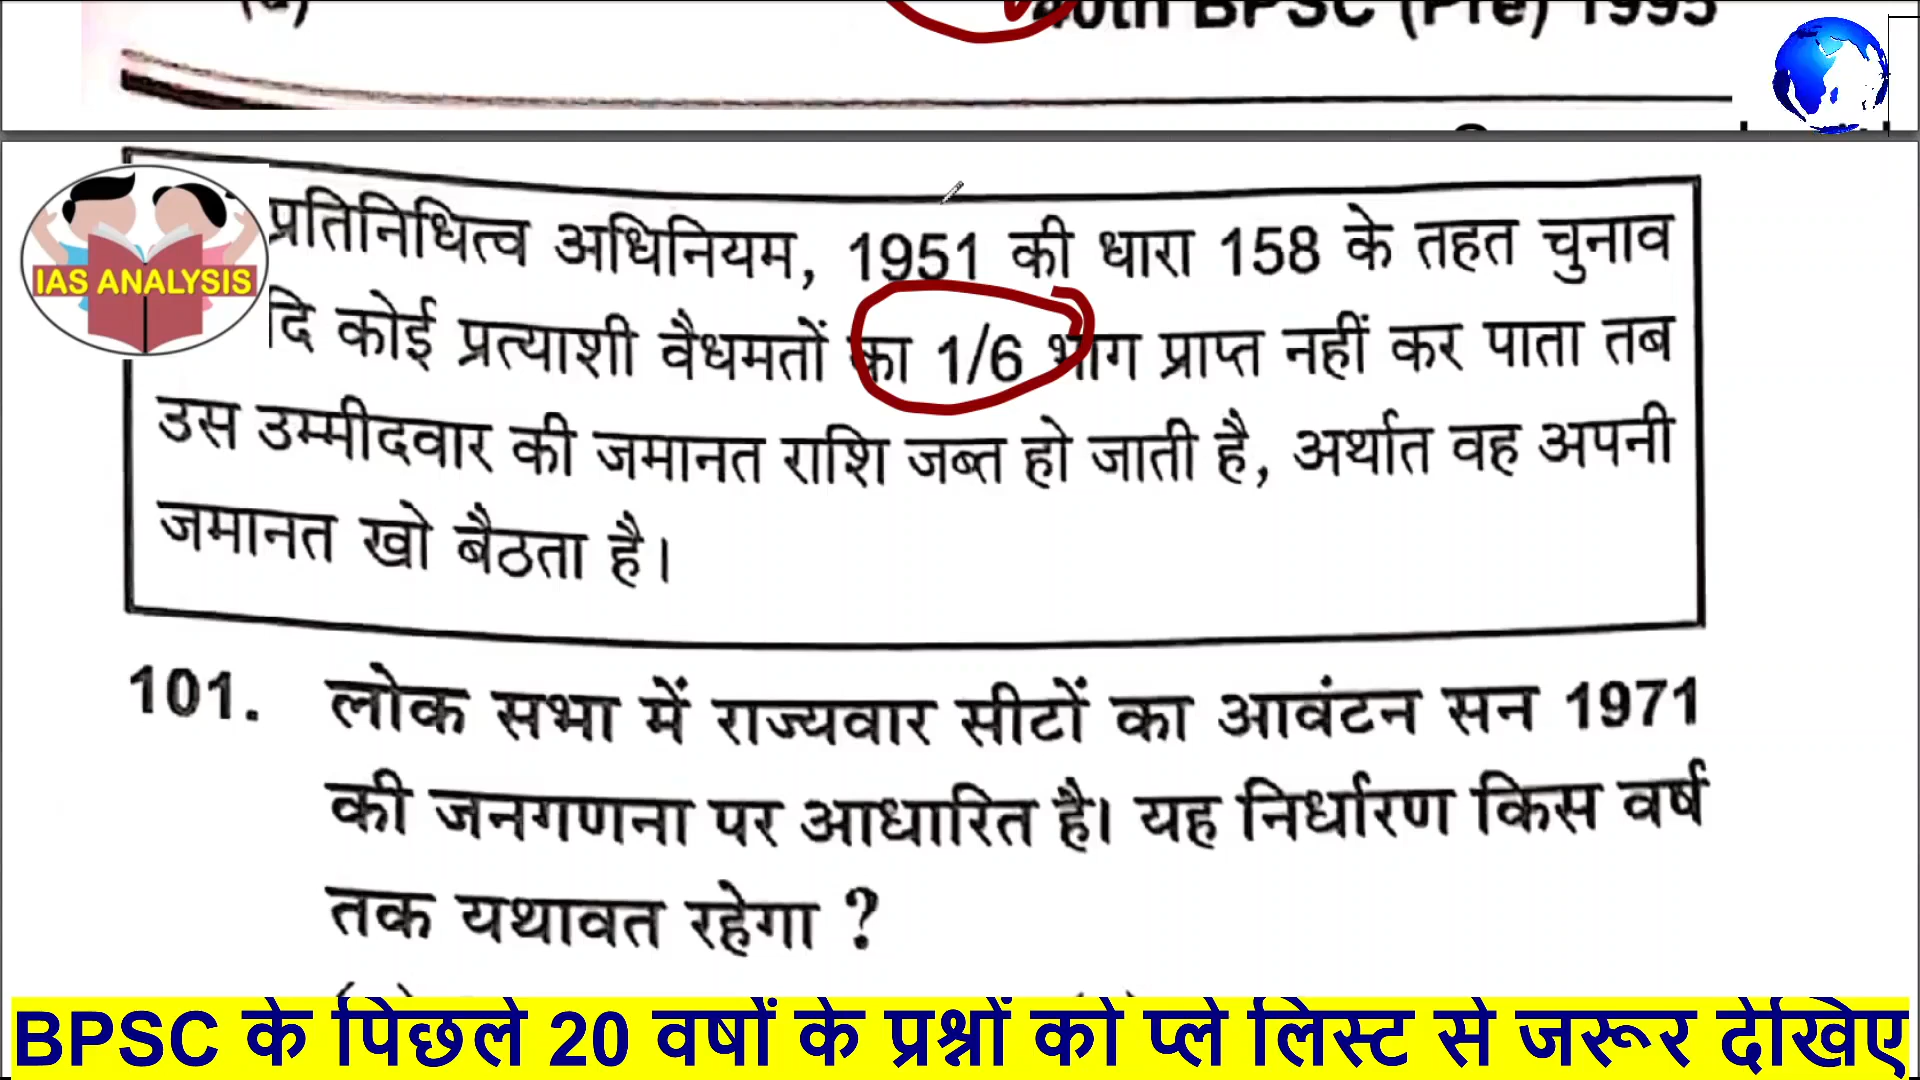 40th BPSC (Pre) 1995
प्रतिनिधित्व अधिनियम, 1951 की धारा 158 के तहत चुनाव
दि कोई प्रत्याशी वैधमतों का 1/6 भाग प्राप्त नहीं कर पाता तब
IAS ANALYSIS
उस उम्मीदवार की जमानत राशि जब्त हो जाती है, अर्थात वह अपनी
जमानत खो बैठता है।
101. लोक सभा में राज्यवार सीटों का आवंटन सन 1971
की जनगणना पर आधारित है। यह निर्धारण किस वर्ष
तक यथावत रहेगा ?
BPSC के पिछले 20 वर्षों के प्रश्नों को प्ले लिस्ट से जरूर देखिए